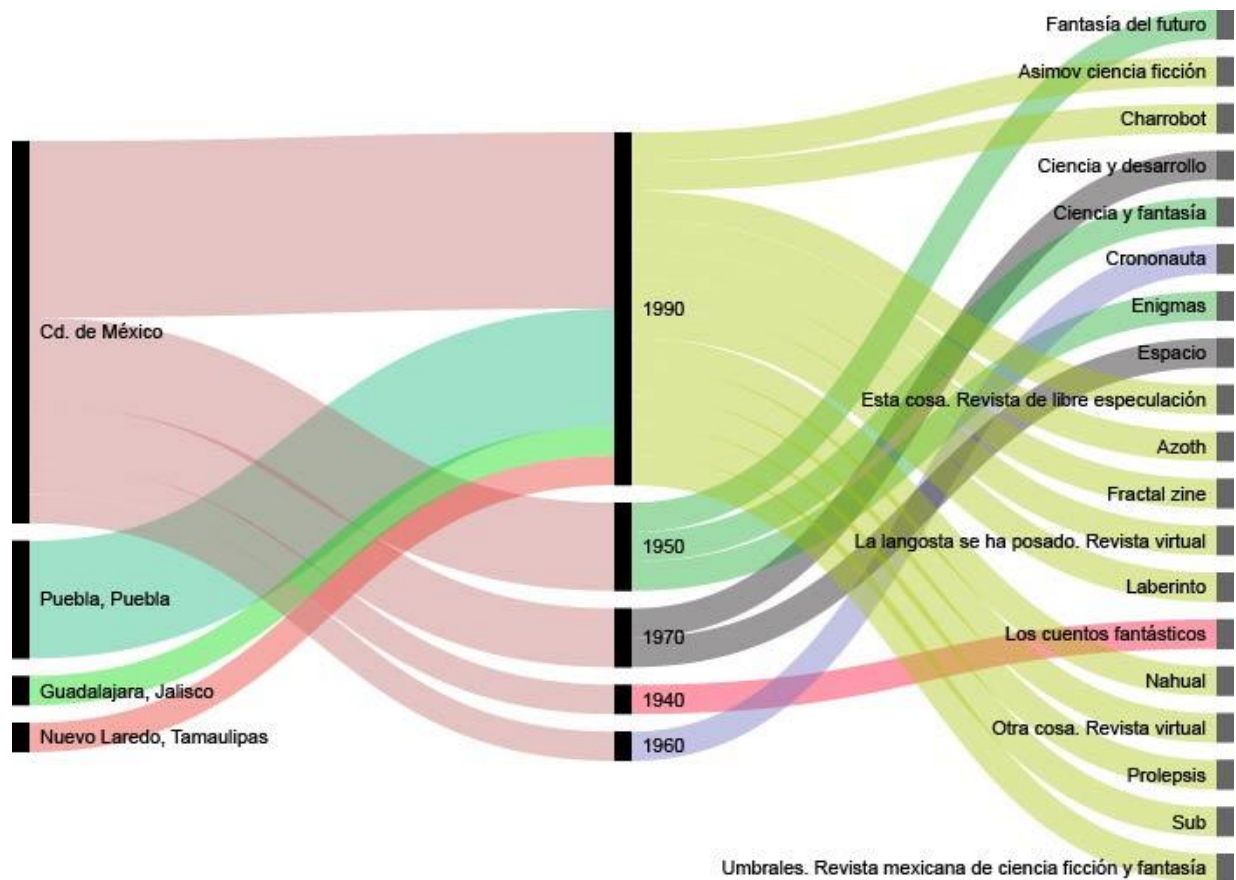 Cd. de México
Puebla, Puebla
Guadalajara, Jalisco
Nuevo Laredo, Tamaulipas
1990
1950
1970
1940
1960
Fantasía del futuro
Asimov ciencia ficción
Charrobot
Ciencia y desarrollo
Ciencia y fantasía
Crononauta
Enigmas
Espacio
Esta cosa. Revista de libre especulación
Azoth
Fractal zine
La langosta se ha posado. Revista virtual
Laberinto
Los cuentos fantásticos
Nahual
Otra cosa. Revista virtual
Prolepsis
Sub
Umbrales. Revista mexicana de ciencia ficción y fantasía